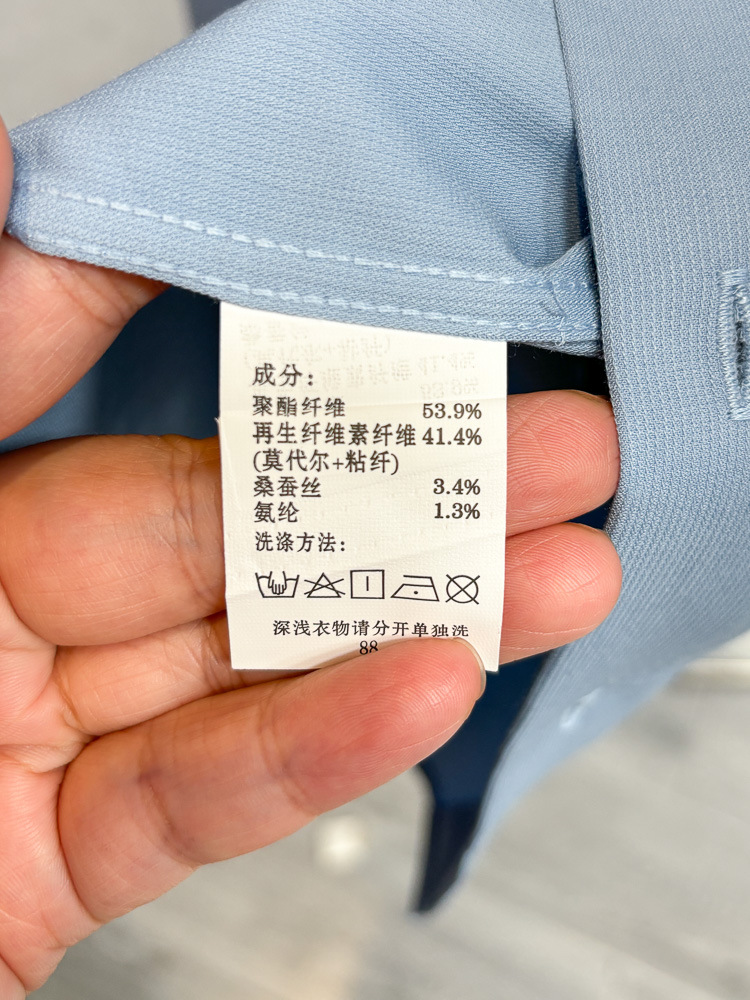 成分：
聚酯纤维 53.9%
再生纤维素纤维 41.4%
(莫代尔+粘纤)
桑蚕丝 3.4%
氨纶 1.3%
洗涤方法：
深浅衣物请分开单独洗
88